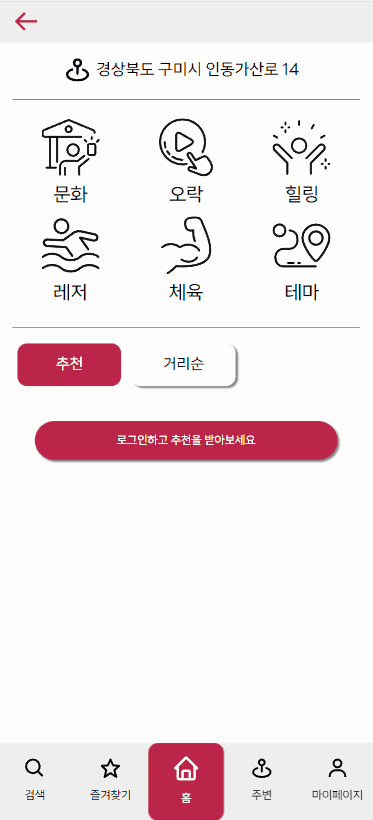 경상북도 구미시 인동가산로 14
문화 오락 힐링
레저 체육 테마
추천 거리순
로그인하고 추천을 받아보세요
검색 즐겨찾기 홈 주변 마이페이지